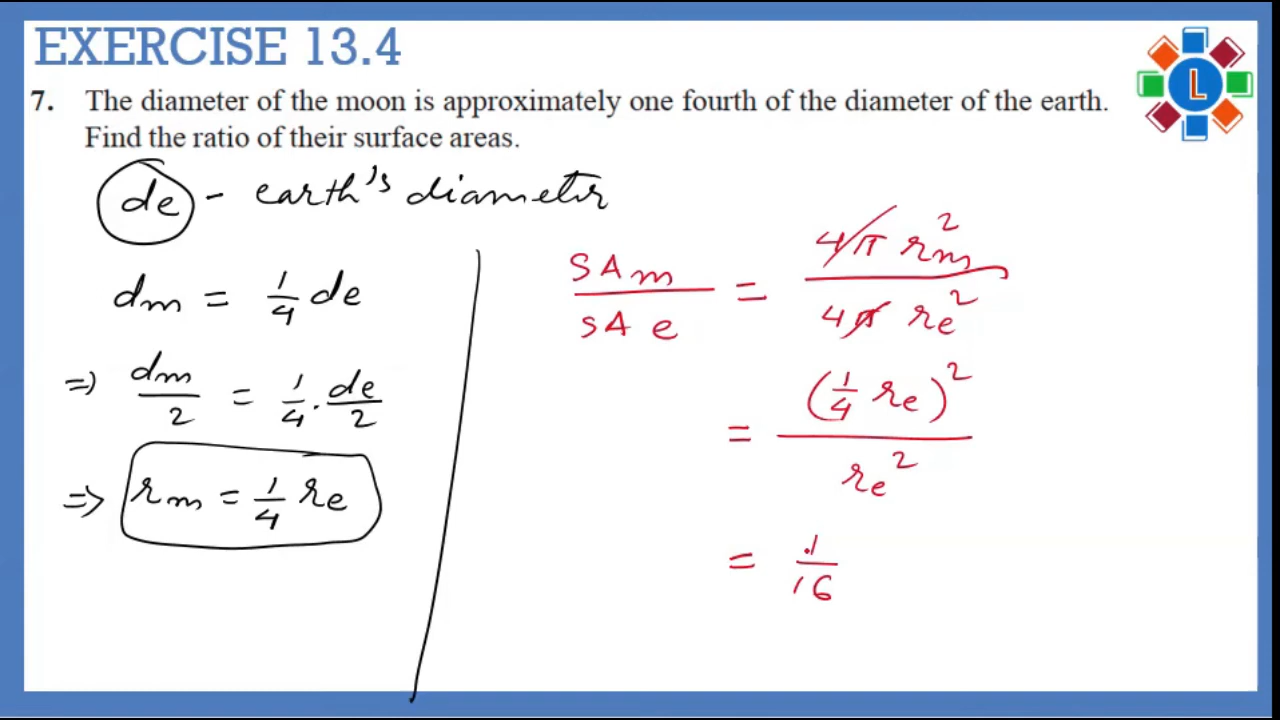 EXERCISE 13.4
L
7. The diameter of the moon is approximately one fourth of the diameter of the earth.
Find the ratio of their surface areas.
de - earth's diameter
dm = 1/4 de
=> dm/2 = 1/4 . de/2
=> rm = 1/4 re
SAm/SAe = 4π rm²/4π re²
= (1/4 re)²/re²
= 1/16